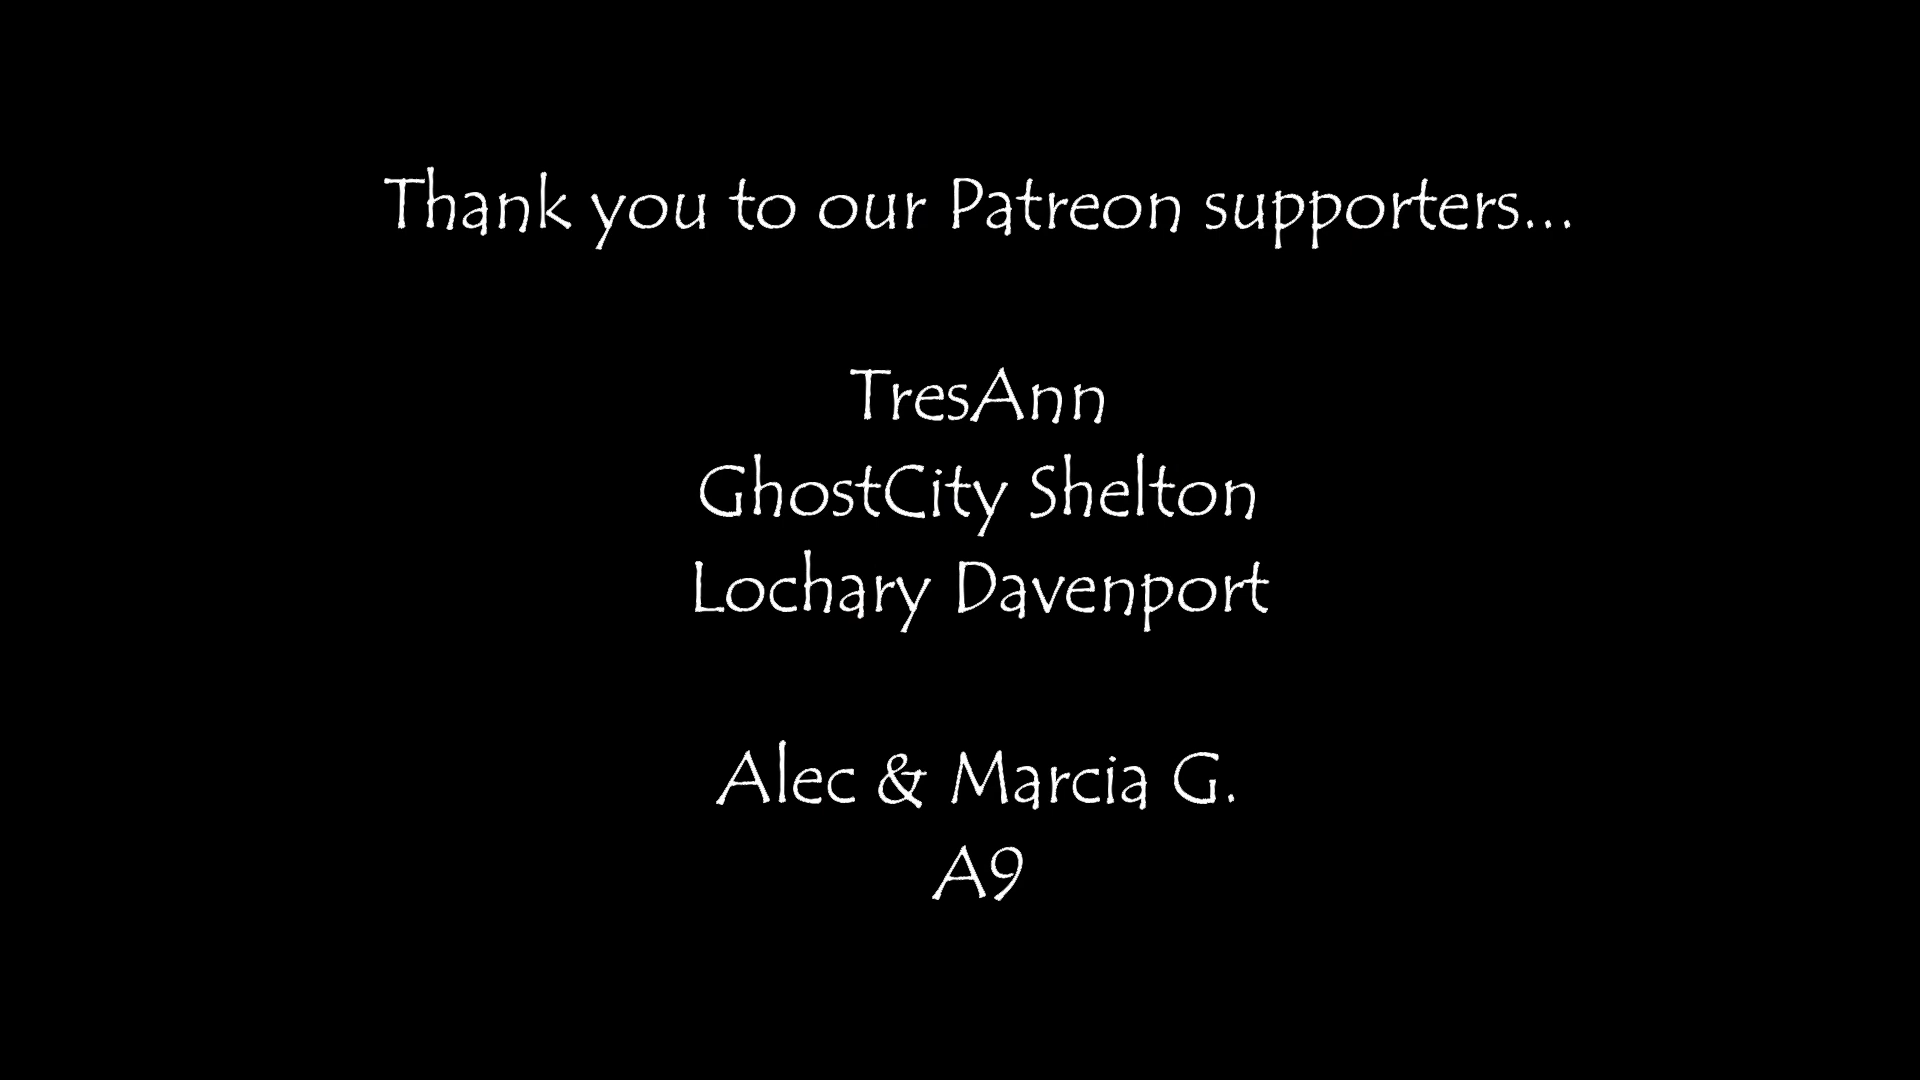 Thank you to our Patreon supporters...
TresAnn
GhostCity Shelton
Lochary Davenport
Alec & Marcia G.
A9